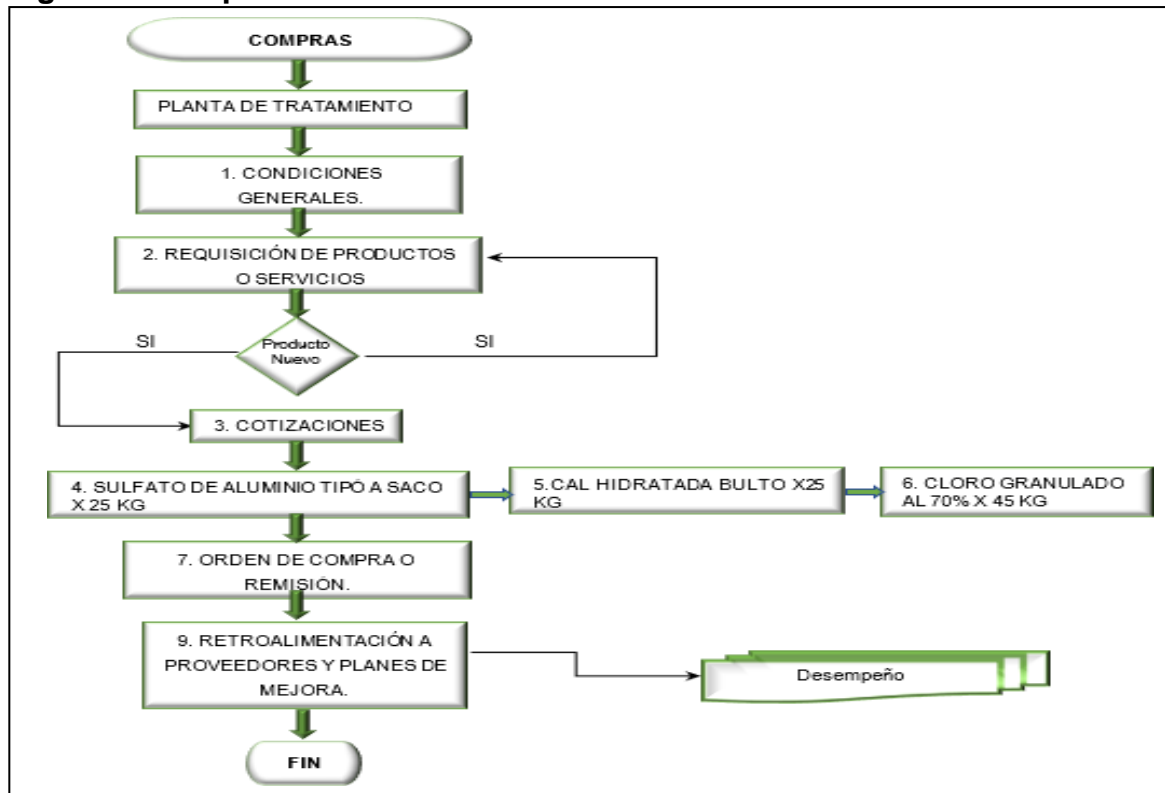 COMPRAS
PLANTA DE TRATAMIENTO
1. CONDICIONES
GENERALES.
2. REQUISICIÓN DE PRODUCTOS
O SERVICIOS
SI
Producto
Nuevo
SI
3. COTIZACIONES
4. SULFATO DE ALUMINIO TIPÓ A SACO
X 25 KG
5.CAL HIDRATADA BULTO X25
KG
6. CLORO GRANULADO
AL 70% X 45 KG
7. ORDEN DE COMPRA O
REMISIÓN.
9. RETROALIMENTACIÓN A
PROVEEDORES Y PLANES DE
MEJORA.
Desempeño
FIN